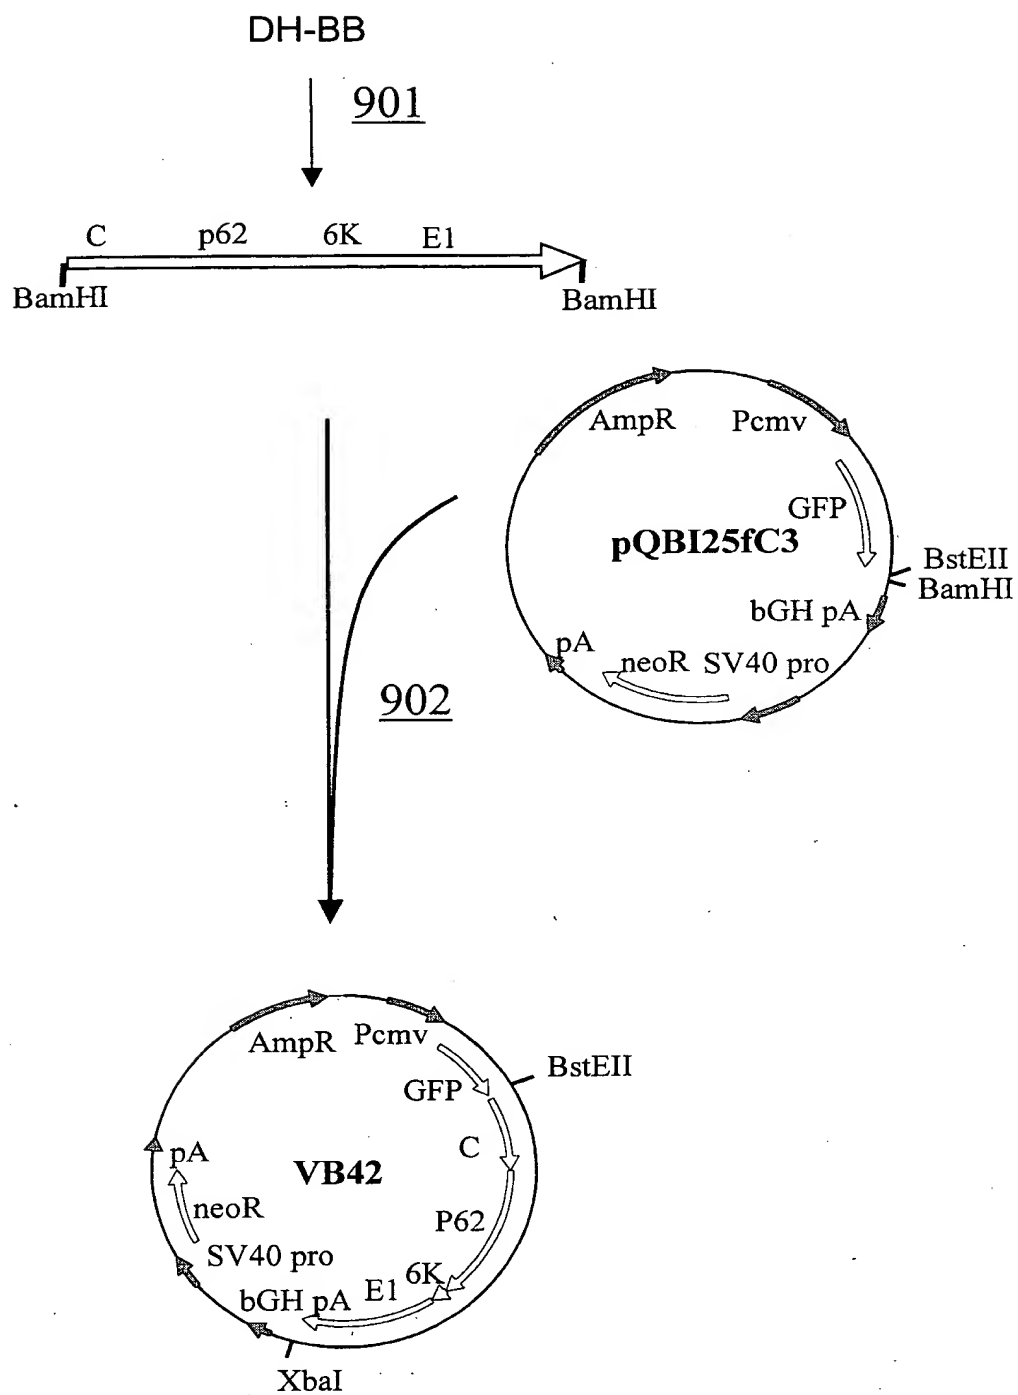 DH-BB
901
C p62 6K E1
BamHI BamHI
AmpR Pcmv
GFP
pQBI25fC3
BstEII
BamHI
bGH pA
pA
neoR SV40 pro
902
AmpR Pcmv
BstEII
GFP
C
pA
VB42
neoR
P62
SV40 pro
6K
E1
bGH pA
XbaI